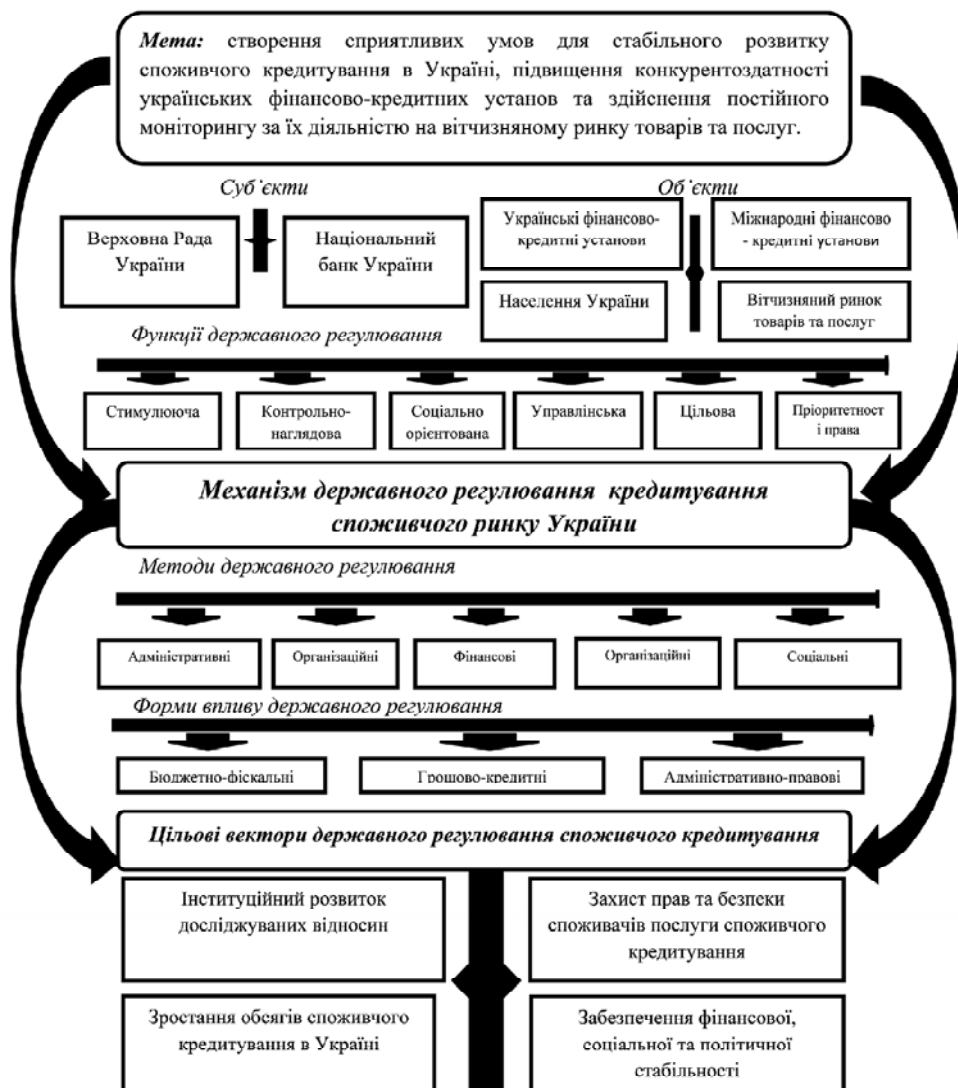 Мета: створення сприятливих умов для стабільного розвитку
споживчого кредитування в Україні, підвищення конкурентоздатності
українських фінансово-кредитних установ та здійснення постійного
моніторингу за їх діяльністю на вітчизняному ринку товарів та послуг.
Суб`єкти
Об`єкти
Верховна Рада
України
Національний
банк України
Українські фінансово-
кредитні установи
Міжнародні фінансово
- кредитні установи
Населення України
Вітчизняний ринок
товарів та послуг
Функції державного регулювання
Стимулююча
Контрольно-
наглядова
Соціально
орієнтована
Управлінська
Цільова
Пріоритетност
і права
Механізм державного регулювання кредитування
споживчого ринку України
Методи державного регулювання
Адміністративні
Організаційні
Фінансові
Організаційні
Соціальні
Форми впливу державного регулювання
Бюджетно-фіскальні
Грошово-кредитні
Адміністративно-правові
Цільові вектори державного регулювання споживчого кредитування
Інституційний розвиток
досліджуваних відносин
Захист прав та безпеки
споживачів послуги споживчого
кредитування
Зростання обсягів споживчого
кредитування в Україні
Забезпечення фінансової,
соціальної та політичної
стабільності